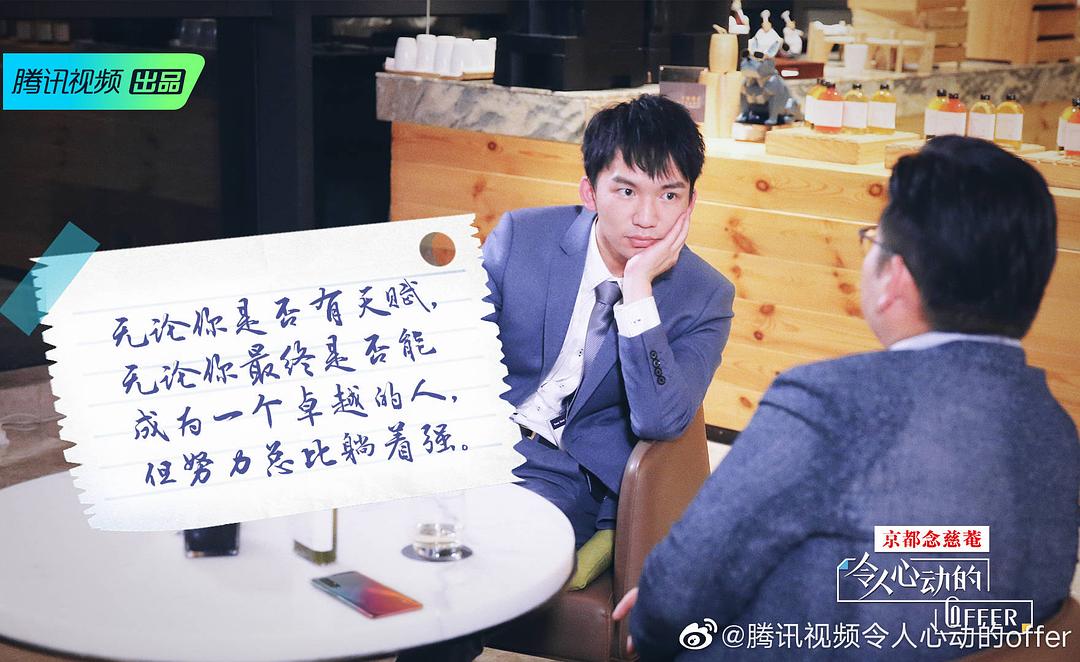 腾讯视频 出品
无论你是否有天赋,
无论你最终是否能
成为一个卓越的人,
但努力总比躺着强。
京都念慈菴
令人心动的
OFFER
@腾讯视频令人心动的offer